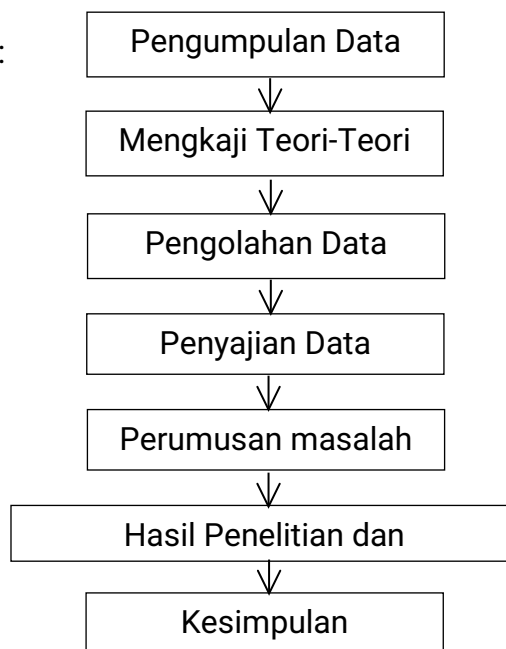 Pengumpulan Data
:
Mengkaji Teori-Teori
Pengolahan Data
Penyajian Data
Perumusan masalah
Hasil Penelitian dan
Kesimpulan